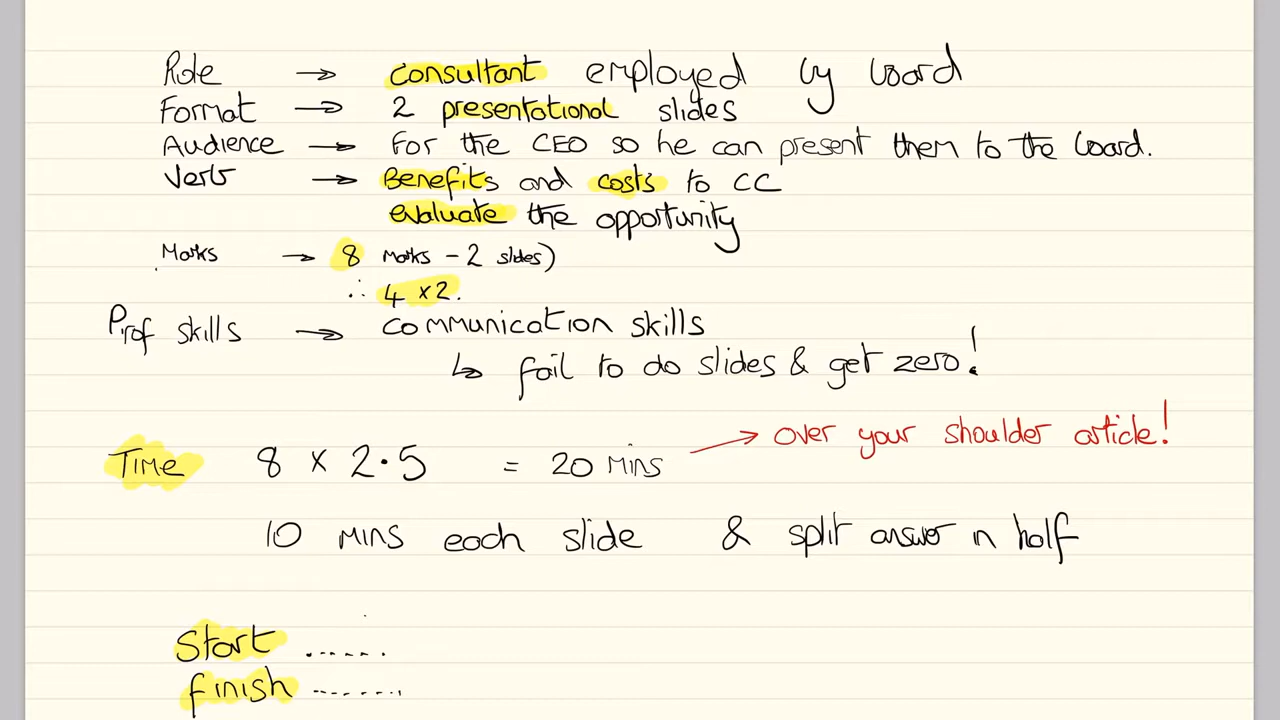 Role → consultant employed by board
Format → 2 presentational slides
Audience → For the CEO so he can present them to the board.
Verb → Benefits and costs to CC
evaluate the opportunity
Marks → 8 marks - 2 slides)
∴ 4 x 2.
Prof skills → communication skills
↳ fail to do slides & get zero!
→ over your shoulder article!
TIME 8 x 2.5 = 20 Mins
10 MINS each slide & split answer in half
Start ......
finish ........